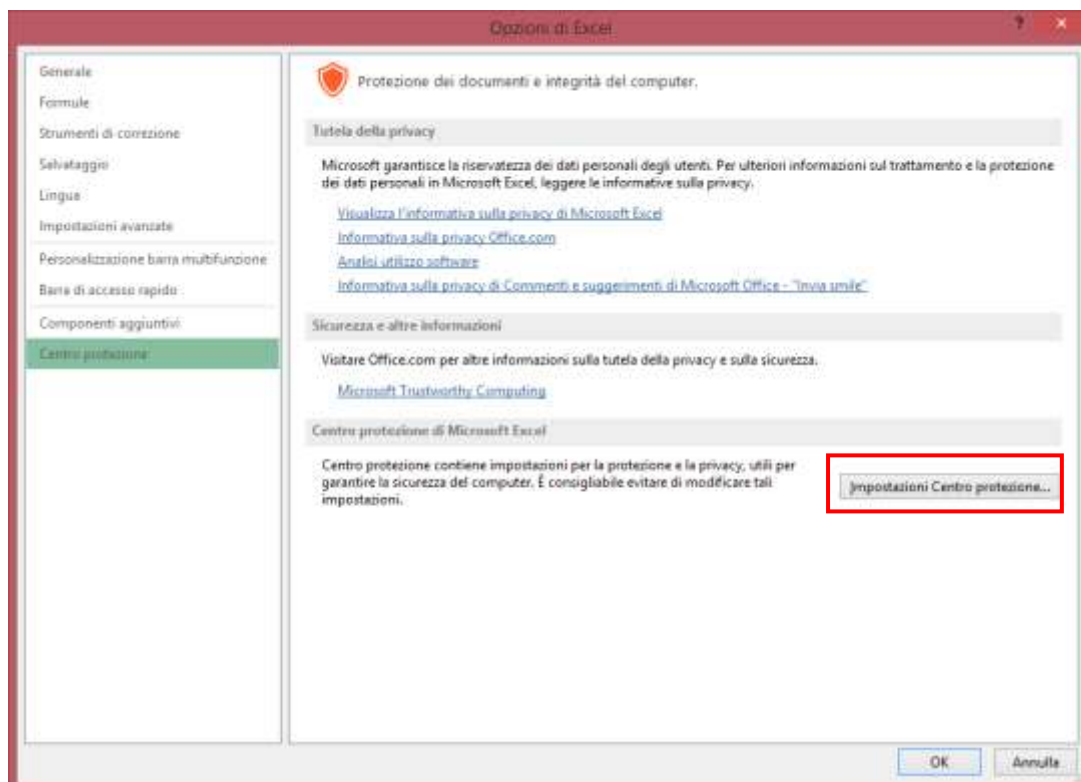 Opzioni di Excel
?
Generale
Formule
Strumenti di correzione
Salvataggio
Lingua
Impostazioni avanzate
Personalizzazione barra multifunzione
Barra di accesso rapido
Componenti aggiuntivi
Centro protezione
Protezione dei documenti e integrità del computer.
Tutela della privacy
Microsoft garantisce la riservatezza dei dati personali degli utenti. Per ulteriori informazioni sul trattamento e la protezione
dei dati personali in Microsoft Excel, leggere le informative sulla privacy.
Visualizza l'informativa sulla privacy di Microsoft Excel
Informativa sulla privacy Office.com
Analisi utilizzo software
Informativa sulla privacy di Commenti e suggerimenti di Microsoft Office - "Invia smile"
Sicurezza e altre informazioni
Visitare Office.com per altre informazioni sulla tutela della privacy e sulla sicurezza.
Microsoft Trustworthy Computing
Centro protezione di Microsoft Excel
Centro protezione contiene impostazioni per la protezione e la privacy, utili per
garantire la sicurezza del computer. È consigliabile evitare di modificare tali
impostazioni.
Impostazioni Centro protezione...
OK
Annulla